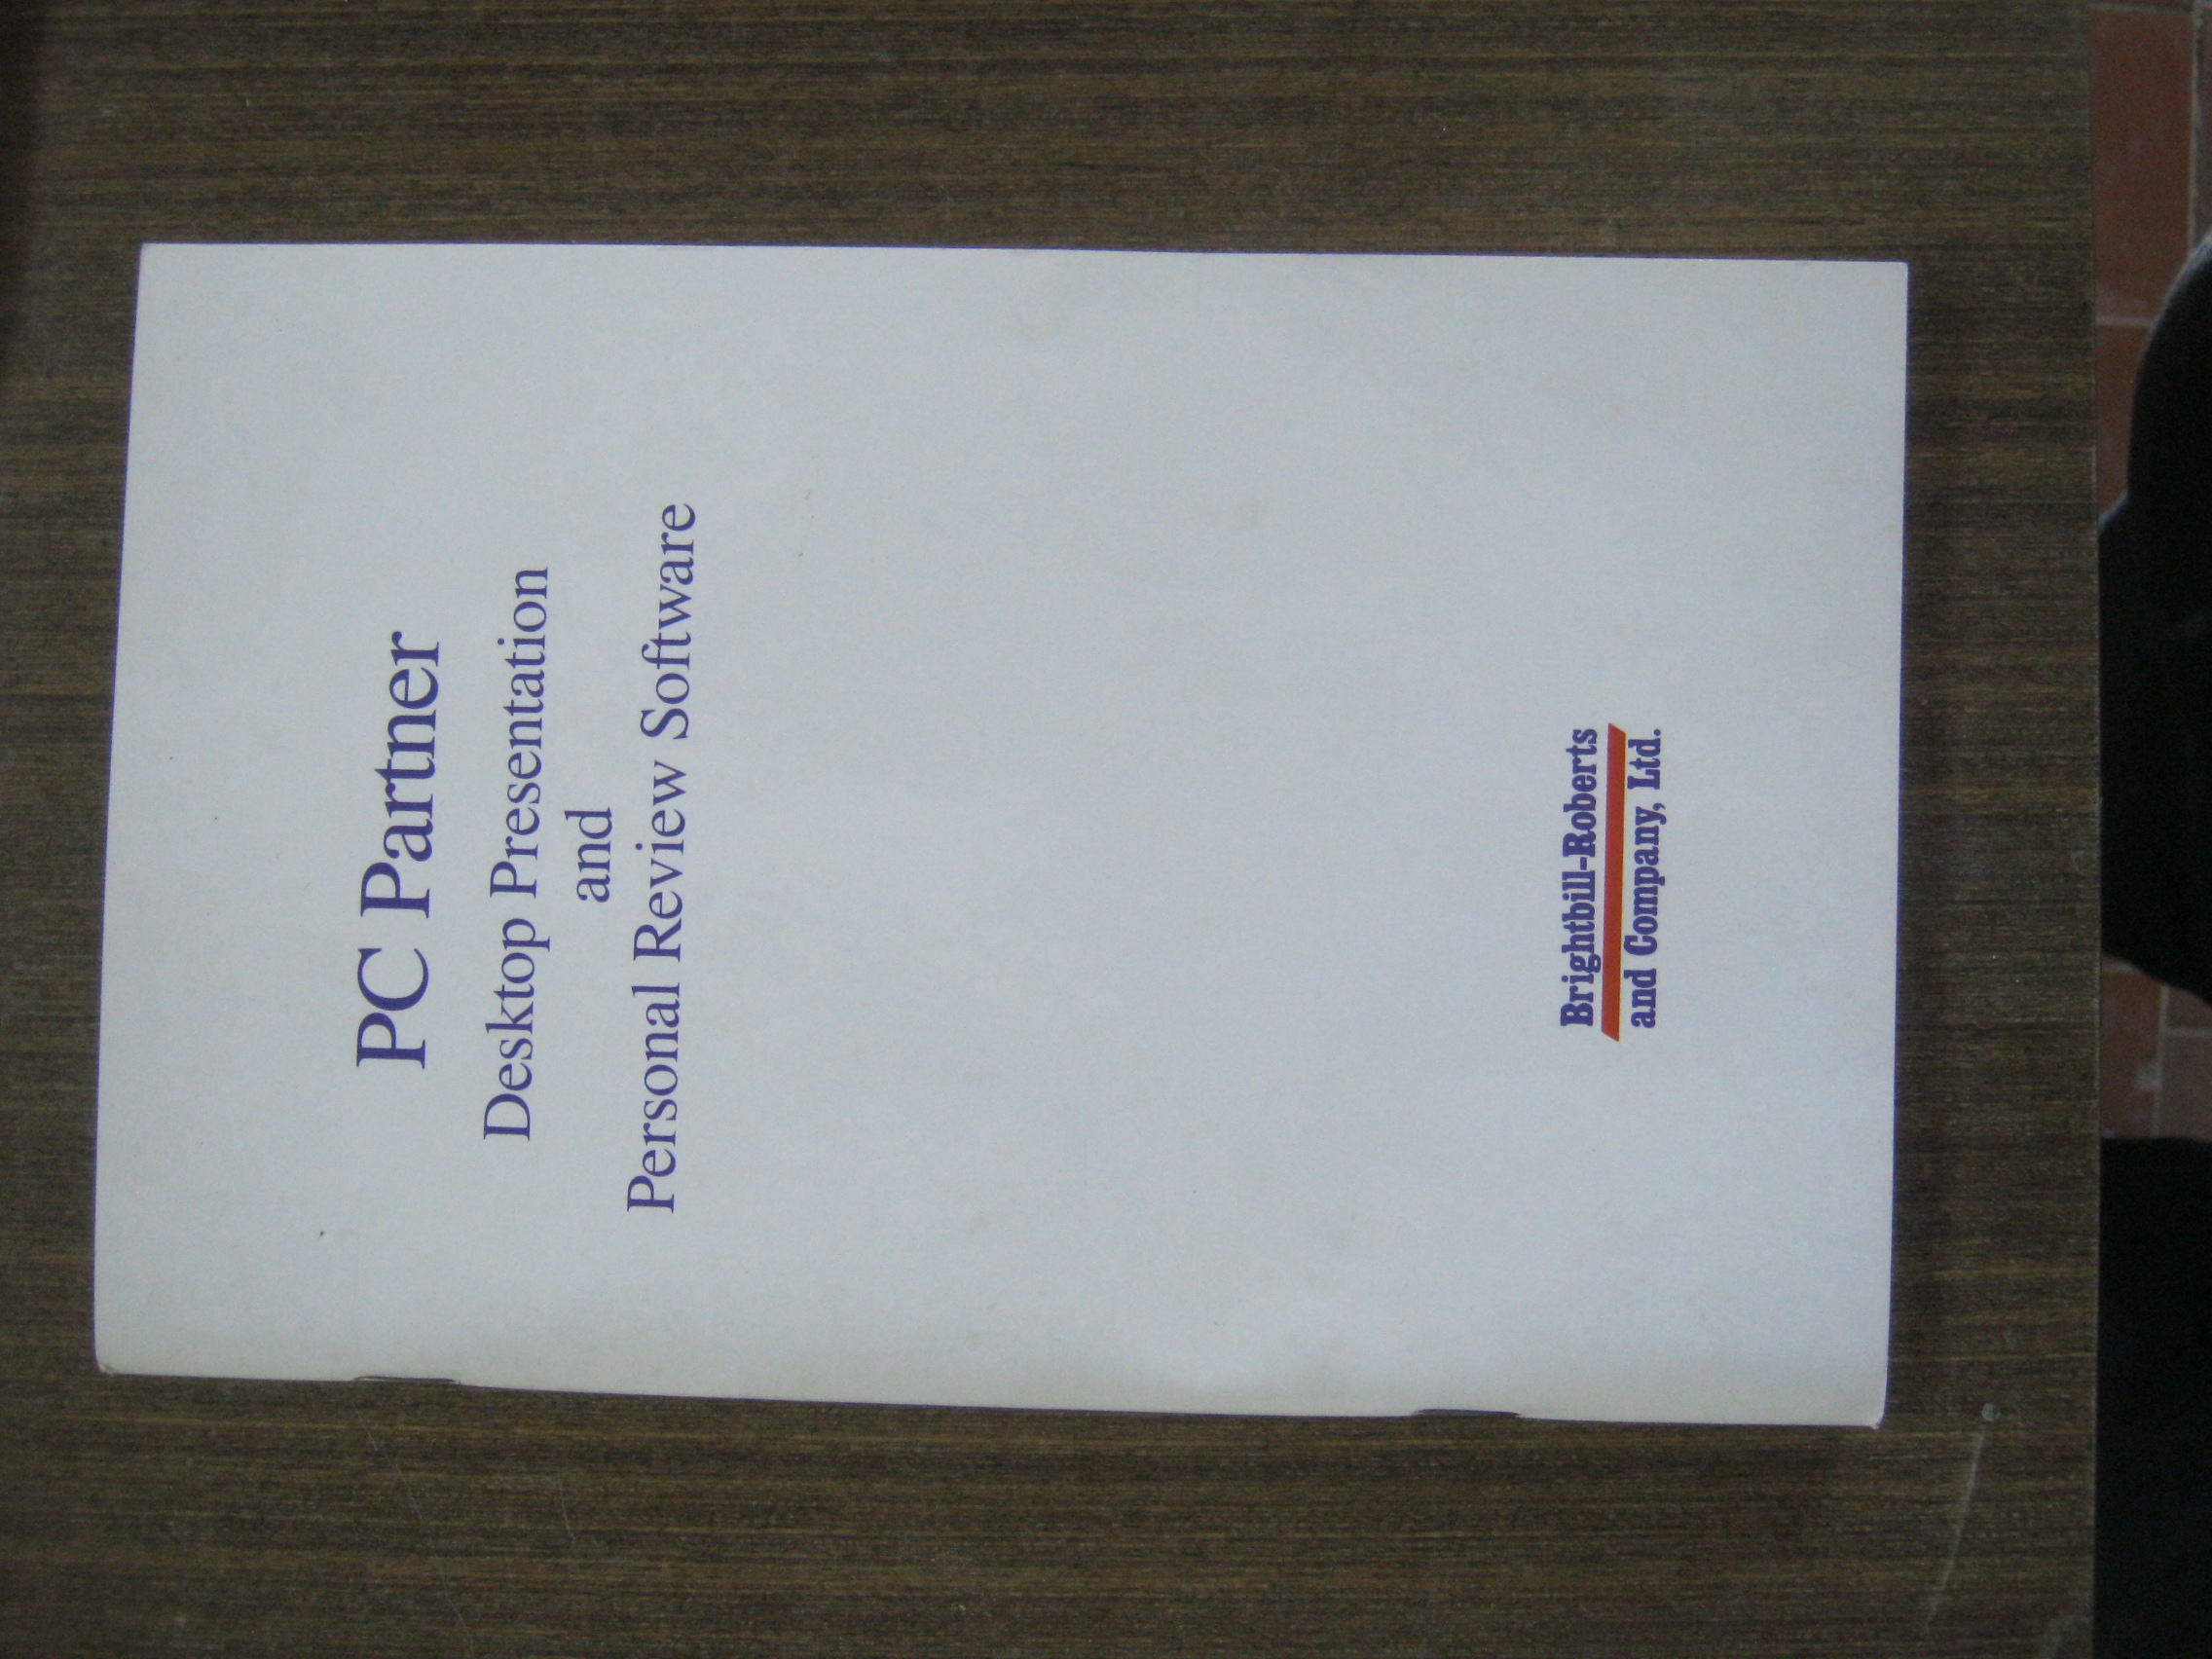 PC Partner
Desktop Presentation
and
Personal Review Software
Brightbill-Roberts
and Company, Ltd.